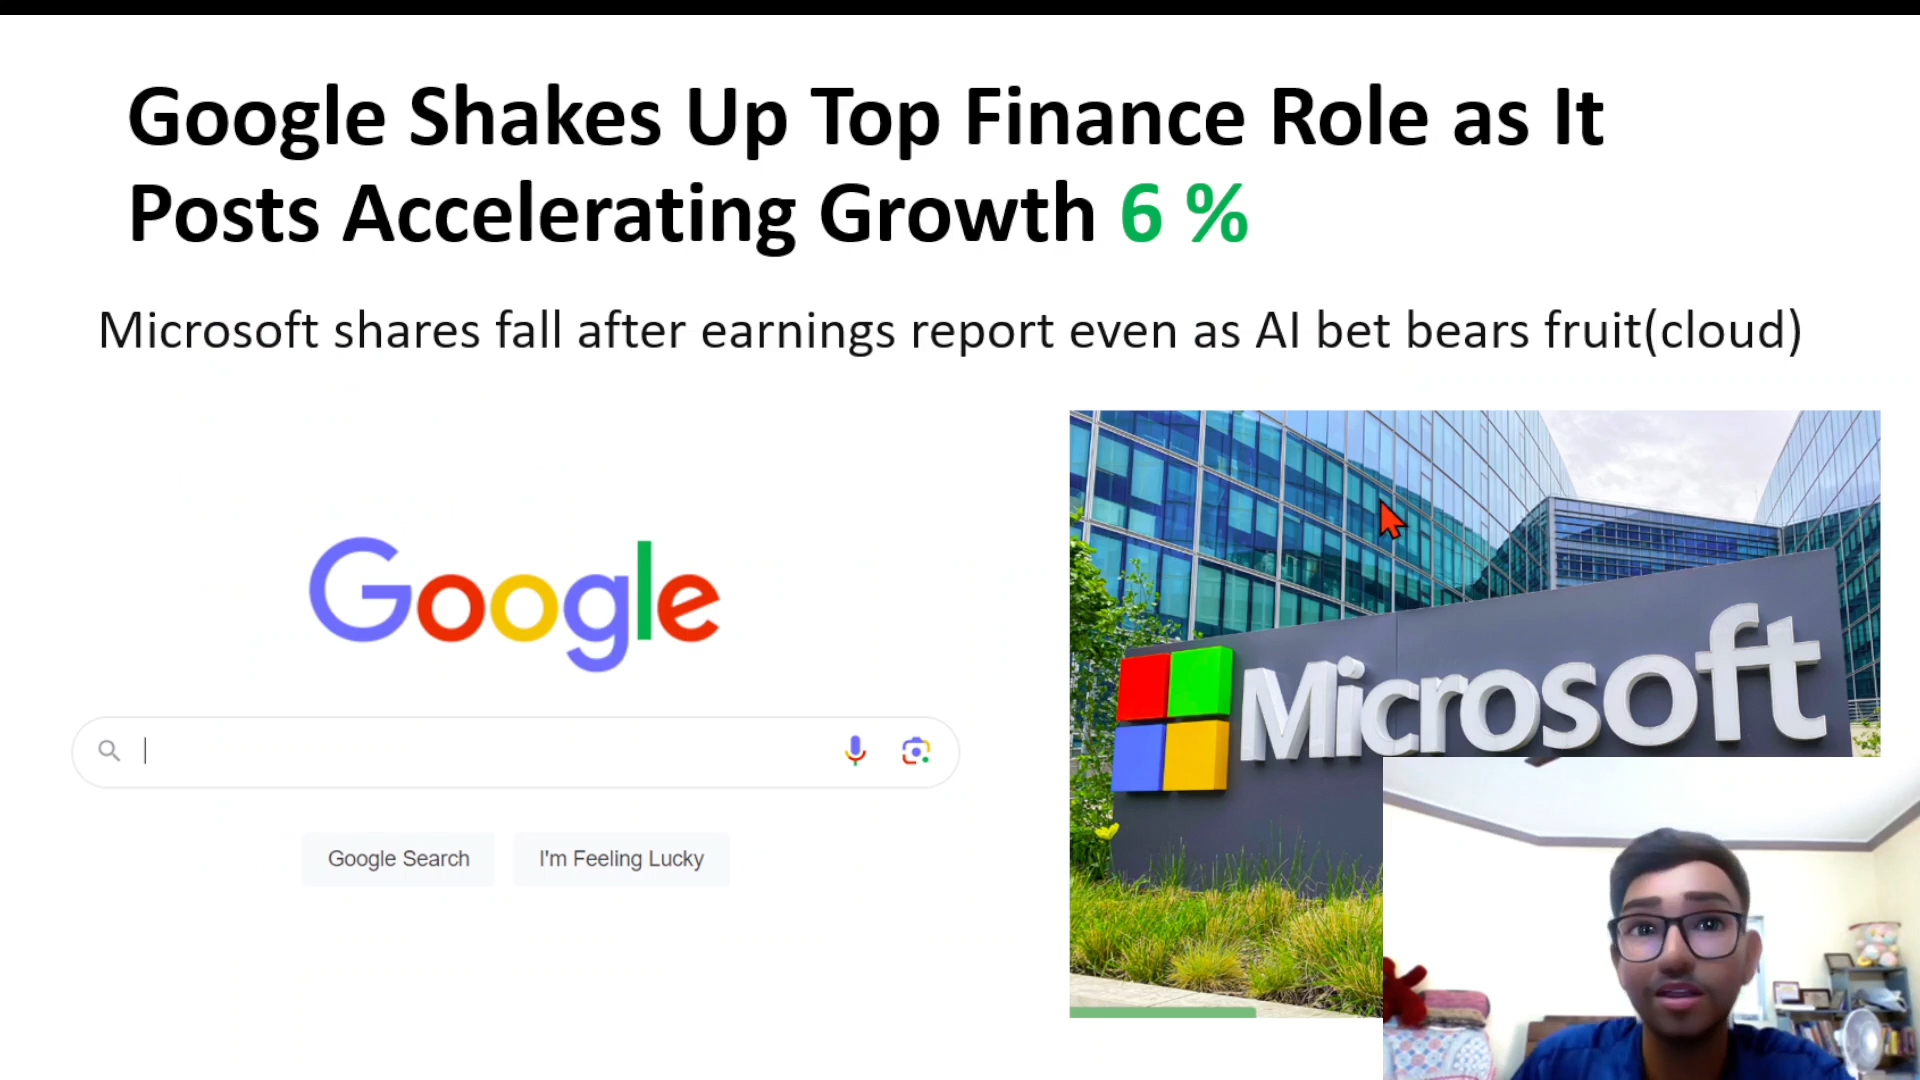 Google Shakes Up Top Finance Role as It
Posts Accelerating Growth 6 %
Microsoft shares fall after earnings report even as AI bet bears fruit(cloud)
Google
Microsoft
Google Search
I'm Feeling Lucky